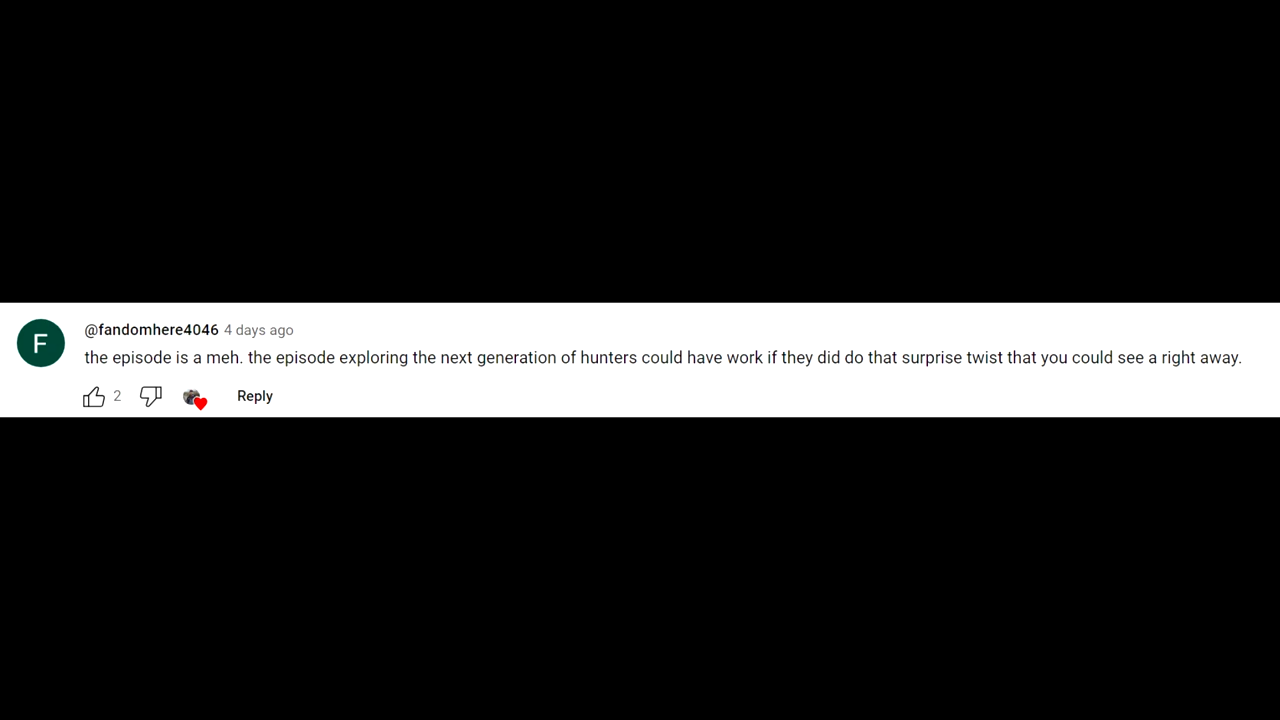 F
@fandomhere4046 4 days ago
the episode is a meh. the episode exploring the next generation of hunters could have work if they did do that surprise twist that you could see a right away.
2 Reply